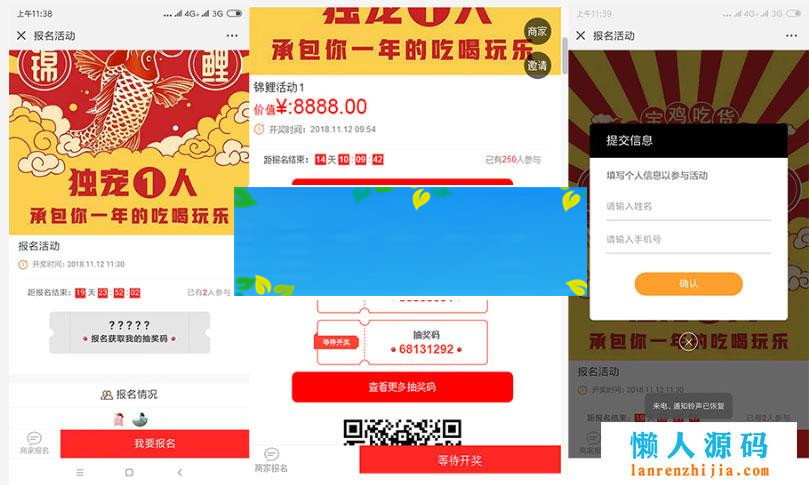 上午11:38
4G 3G
报名活动
锦 鲤
独宠1人
承包你一年的吃喝玩乐
报名活动
开奖时间：2018.11.12 11:30
距报名结束：19天23:52:02
已有2人参与
?????
报名获取我的抽奖码
报名情况
商家报名
我要报名
独宠1人
承包你一年的吃喝玩乐
商家
邀请
锦鲤活动1
价值¥:8888.00
开奖时间：2018.11.12 09:54
距报名结束：14天10:09:42
已有250人参与
等待开奖
抽奖码
68131292
查看更多抽奖码
商家报名
等待开奖
上午11:39
4G 3G
报名活动
宝鸡吃货
提交信息
填写个人信息以参与活动
请输入姓名
请输入手机号
确认
承包你一年的吃喝玩乐
报名活动
开奖时间：2018.11.12 11:30
来电、通知铃声已恢复
商家报名
懒人源码
lanrenzhijia.com